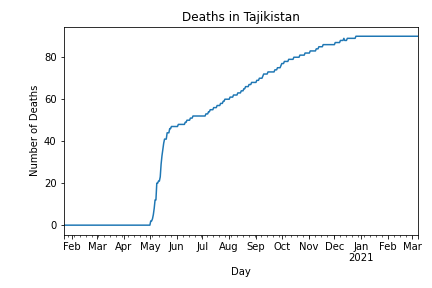 Deaths in Tajikistan
Number of Deaths
80
60
40
20
0
Feb Mar Apr May Jun Jul Aug Sep Oct Nov Dec Jan Feb Mar
2021
Day